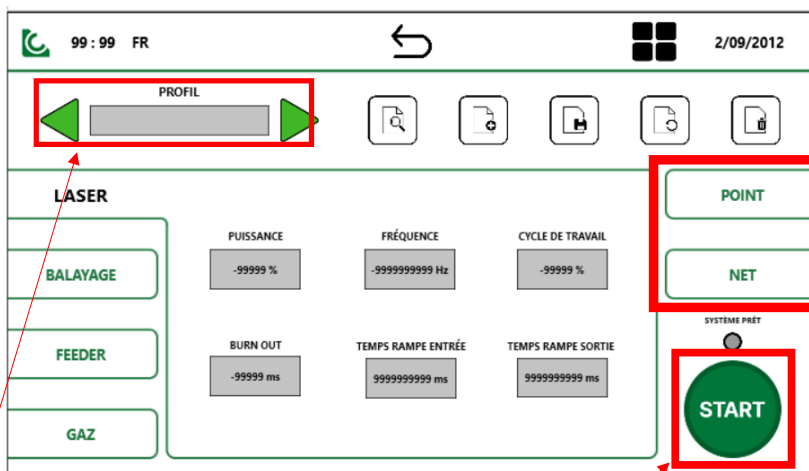 99 : 99 FR 2/09/2012
PROFIL
LASER
POINT
PUISSANCE FRÉQUENCE CYCLE DE TRAVAIL
-99999 % -9999999999 Hz -99999 %
BALAYAGE
NET
SYSTÈME PRÊT
BURN OUT TEMPS RAMPE ENTRÉE TEMPS RAMPE SORTIE
FEEDER
-99999 ms 9999999999 ms 9999999999 ms
START
GAZ